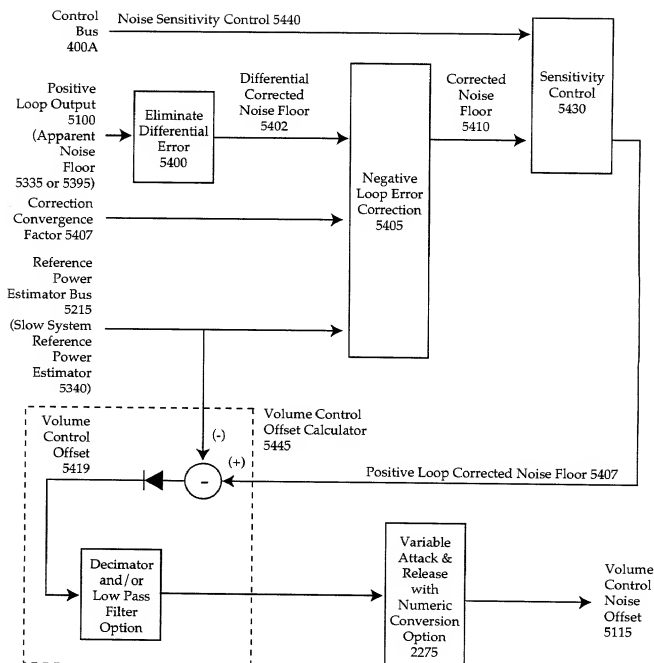 Control
Bus
400A
Noise Sensitivity Control 5440
Positive
Loop Output
5100
(Apparent
Noise
Floor
5335 or 5395)
Eliminate
Differential
Error
5400
Differential
Corrected
Noise Floor
5402
Negative
Loop Error
Correction
5405
Corrected
Noise
Floor
5410
Sensitivity
Control
5430
Correction
Convergence
Factor 5407
Reference
Power
Estimator Bus
5215
(Slow System
Reference
Power
Estimator
5340)
Volume
Control
Offset
5419
(-)
Volume Control
Offset Calculator
5445
(+)
-
Positive Loop Corrected Noise Floor 5407
Decimator
and/or
Low Pass
Filter
Option
Variable
Attack &
Release
with
Numeric
Conversion
Option
2275
Volume
Control
Noise
Offset
5115